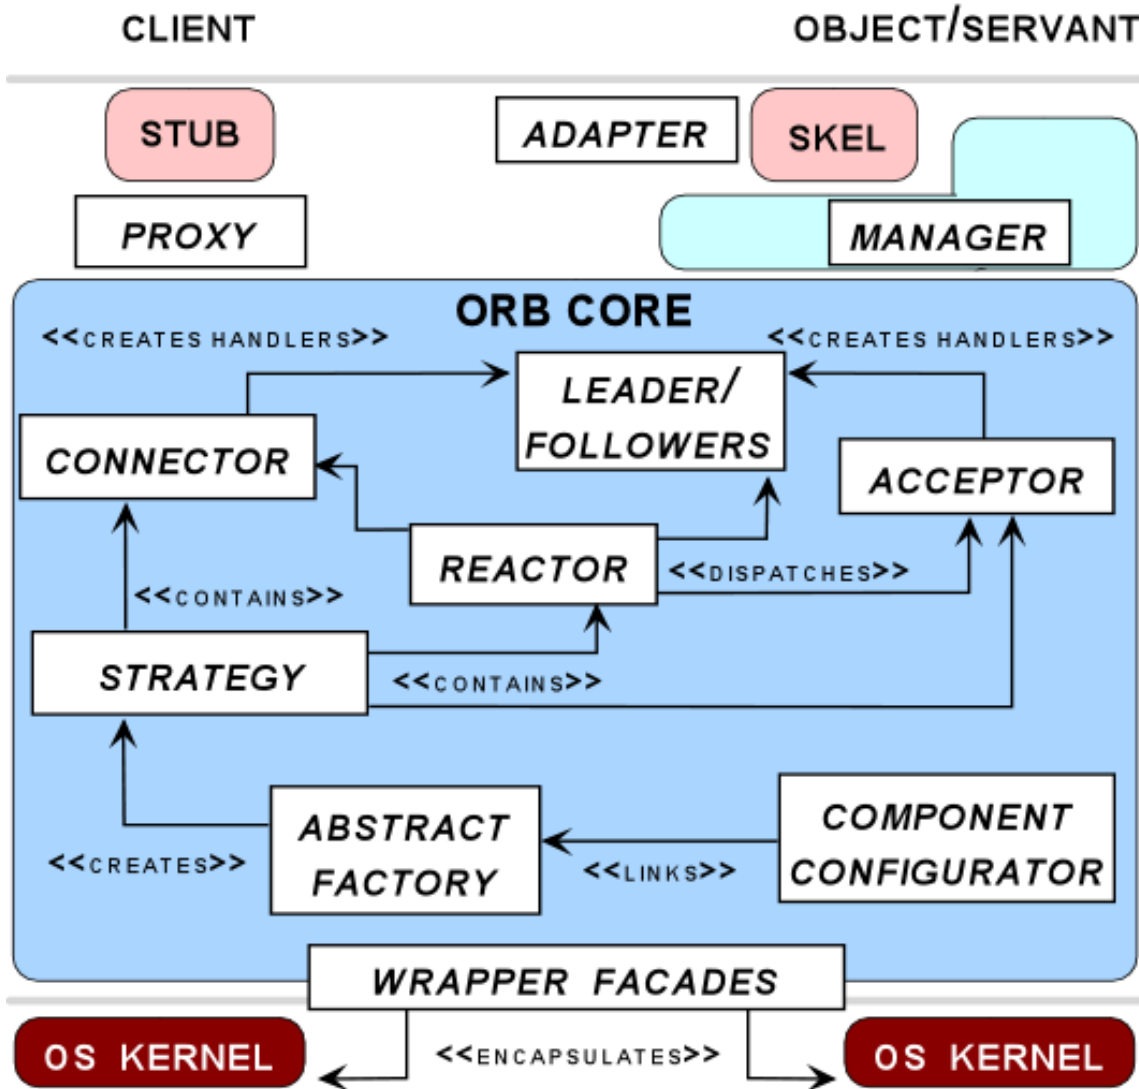 CLIENT
OBJECT/SERVANT
STUB
ADAPTER
SKEL
PROXY
MANAGER
ORB CORE
<<CREATES HANDLERS>>
<<CREATES HANDLERS>>
LEADER/
FOLLOWERS
CONNECTOR
ACCEPTOR
REACTOR
<<DISPATCHES>>
<<CONTAINS>>
STRATEGY
<<CONTAINS>>
ABSTRACT
FACTORY
COMPONENT
CONFIGURATOR
<<CREATES>>
<<LINKS>>
WRAPPER FACADES
OS KERNEL
<<ENCAPSULATES>>
OS KERNEL